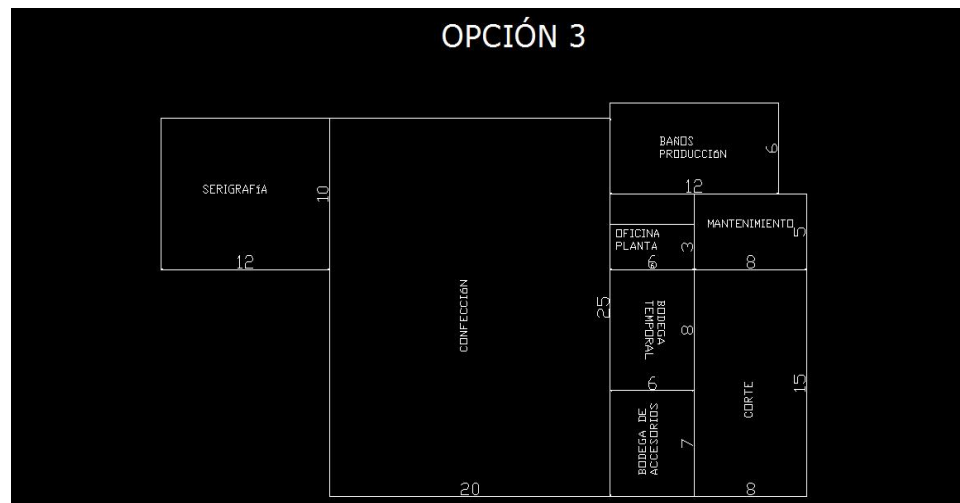 OPCIÓN 3
BAÑOS
PRODUCCIÓN
6
12
SERIGRAFÍA
10
12
MANTENIMIENTO
5
8
OFICINA
PLANTA
3
6
CONFECCIÓN
25
20
BODEGA
TEMPORAL
8
6
CORTE
15
8
BODEGA DE
ACCESORIOS
7